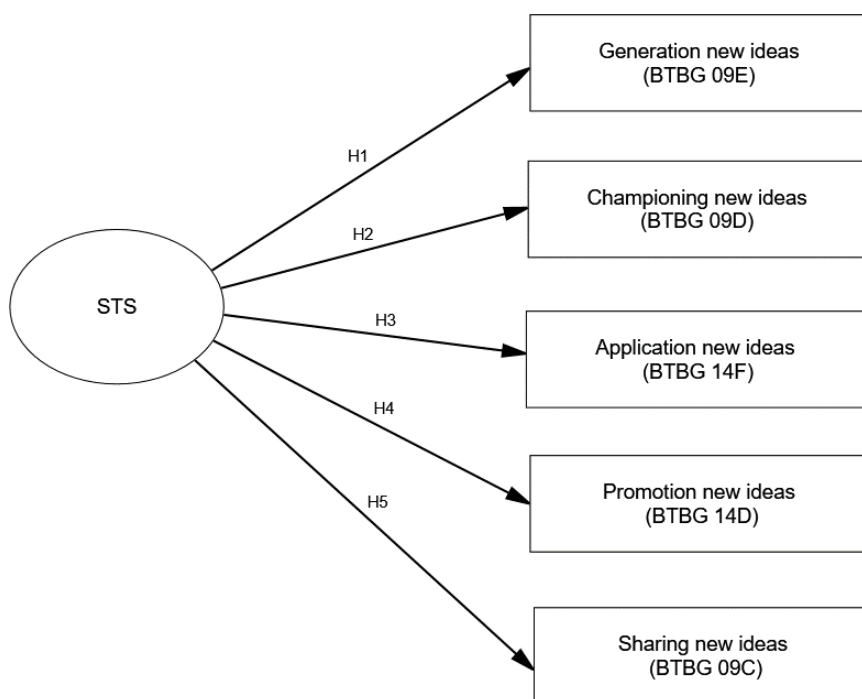 Generation new ideas
(BTBG 09E)
H1
Championing new ideas
(BTBG 09D)
H2
STS
H3
Application new ideas
(BTBG 14F)
H4
Promotion new ideas
(BTBG 14D)
H5
Sharing new ideas
(BTBG 09C)